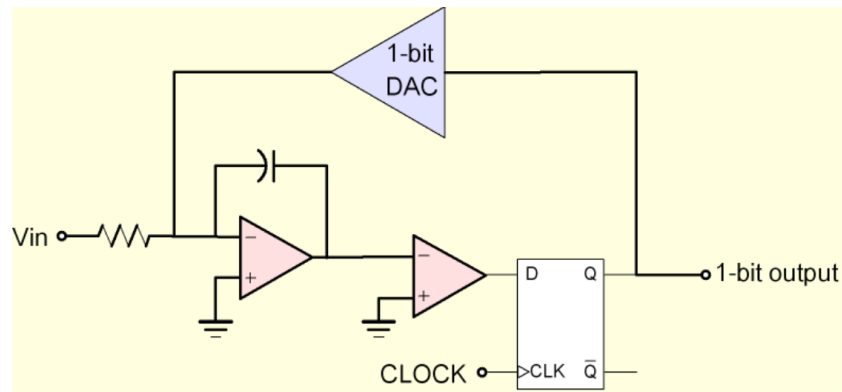 1-bit
DAC
Vin
−
+
−
+
D
Q
1-bit output
CLOCK
CLK
Q̅